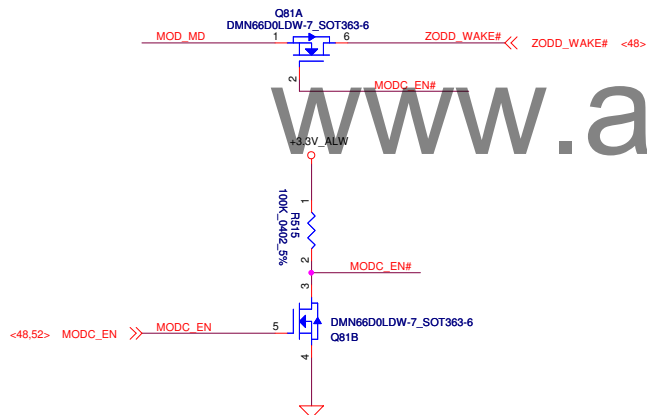 Q81A
DMN66D0LDW-7_SOT363-6
MOD_MD 1 6 ZODD_WAKE# ZODD_WAKE# <48>
2
MODC_EN#
www.a
+3.3V_ALW
1
R515
100K_0402_5%
2
MODC_EN#
3
DMN66D0LDW-7_SOT363-6
<48,52> MODC_EN MODC_EN 5
Q81B
4